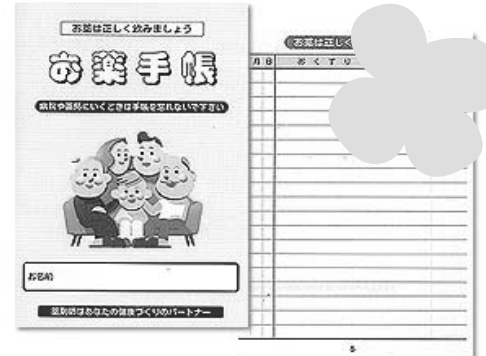 お薬は正しく飲みましょう
お薬手帳
病院や薬局にいくときは手帳を忘れないで下さい
お名前
薬剤師はあなたの健康づくりのパートナー
お薬は正しく
月 日 おくすり
5